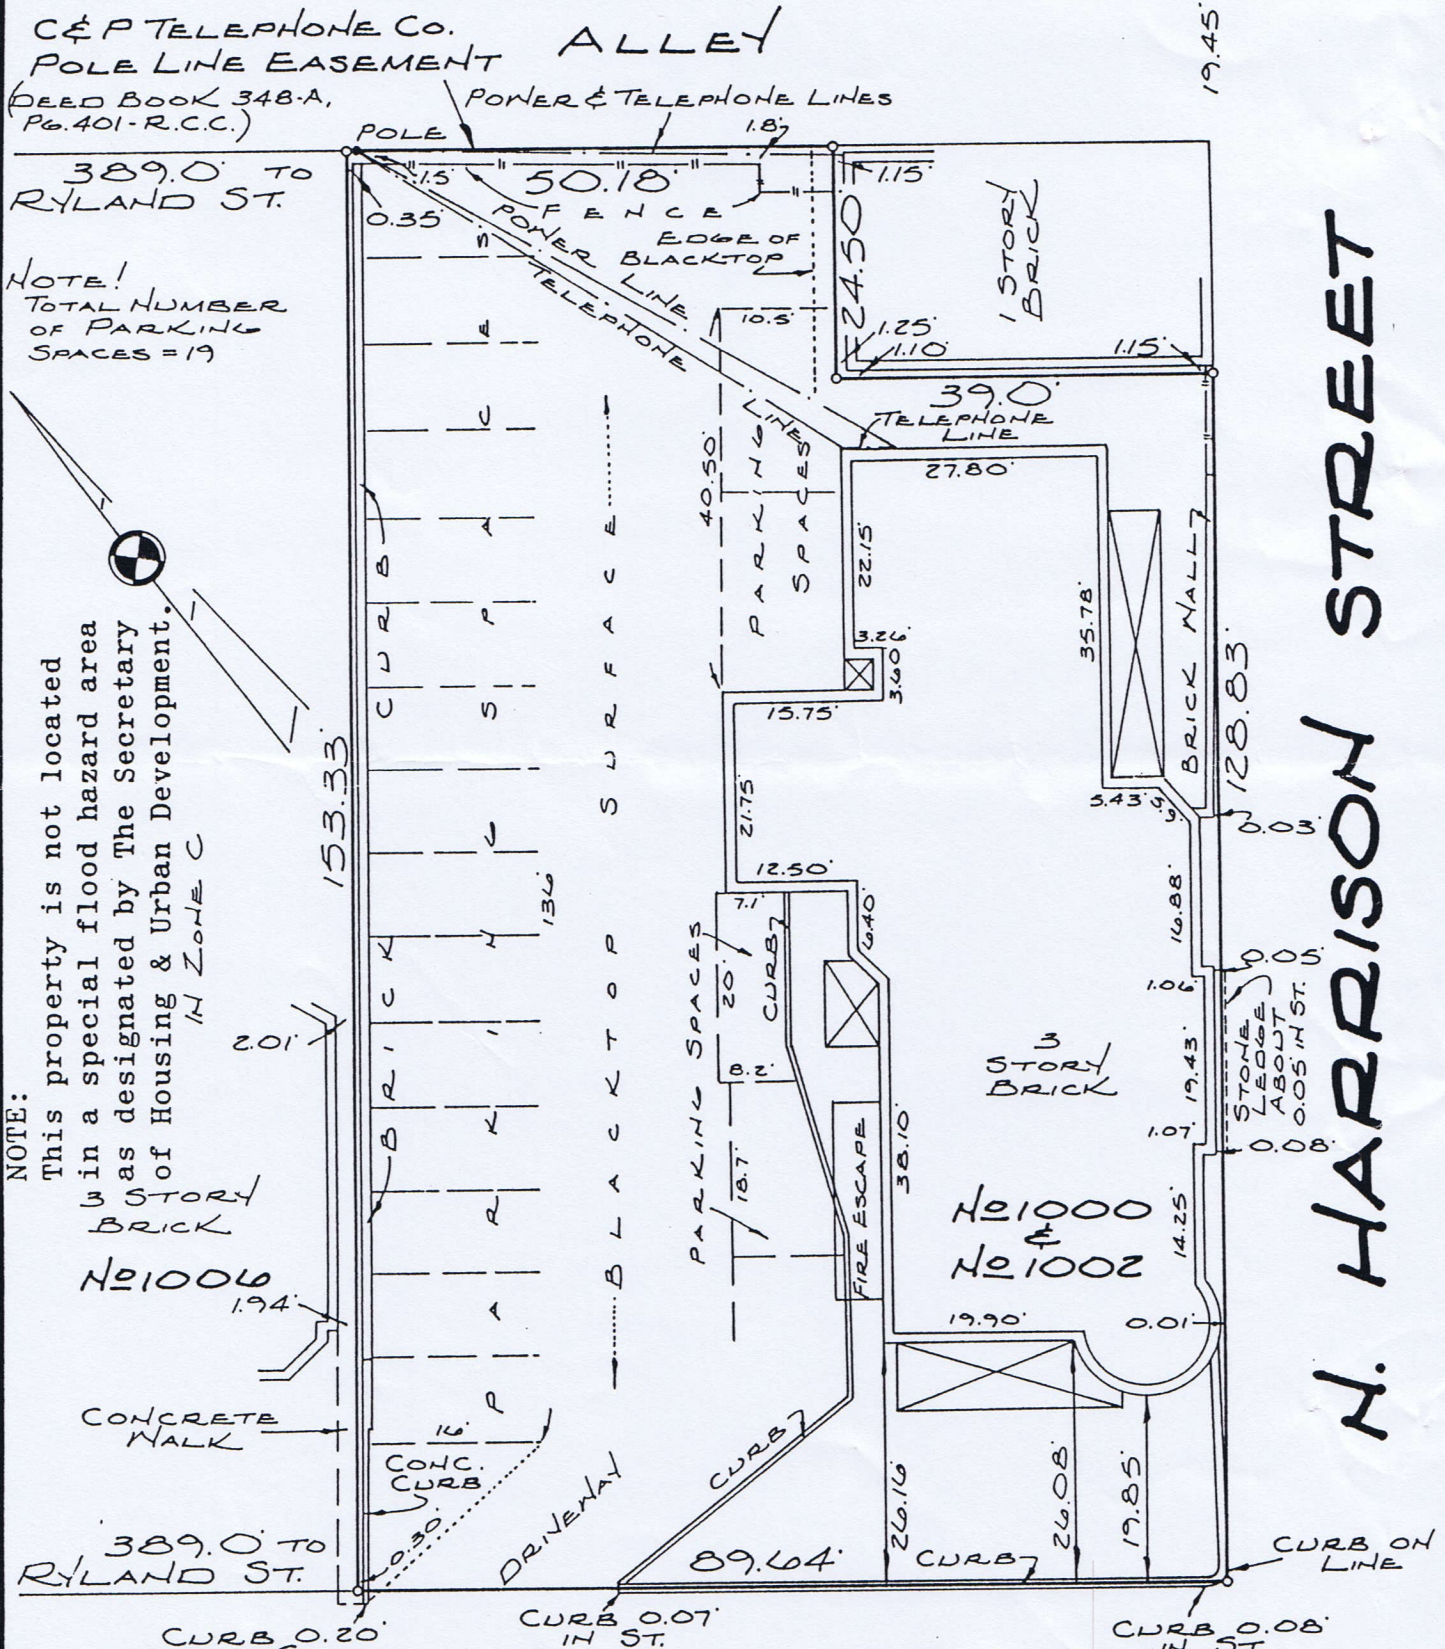 C&P TELEPHONE CO.
POLE LINE EASEMENT
(DEED BOOK 348-A,
PG. 401-R.C.C.)
ALLEY
19.45'
POWER & TELEPHONE LINES
POLE
1.8'
389.0' TO
RYLAND ST.
1.5'
50.18'
1.15'
0.35'
FENCE
POWER LINE
EDGE OF
BLACKTOP
24.50
1 STORY
BRICK
TELEPHONE LINE
NOTE!
TOTAL NUMBER
OF PARKING
SPACES = 19
10.5'
1.25'
1.10'
1.15'
39.0'
TELEPHONE
LINE
27.80'
40.50'
PARKING
SPACES
22.15'
35.78'
BRICK WALL
128.83'
N. HARRISON STREET
3.26'
3.60'
15.75'
21.75'
12.50'
5.43'
0.03'
PARKING SPACES
CURB
BRICK
BLACKTOP SURFACE
136'
153.33'
NOTE:
This property is not located
in a special flood hazard area
as designated by The Secretary
of Housing & Urban Development.
IN ZONE C
7.1'
CURB
6.40'
16.88'
0.05'
PARKING SPACES
20'
8.2'
18.7'
1.06'
2.01'
3
STORY
BRICK
19.43'
STONE
LEDGE
ABOUT
0.05' IN ST.
1.07'
0.08'
FIRE ESCAPE
38.10'
3 STORY
BRICK
No 1006
No 1000
&
No 1002
14.25'
1.94'
19.90'
0.01'
CONCRETE
WALK
16'
CONC.
CURB
CURB
26.16'
26.08'
19.85'
DRIVEWAY
0.30'
389.0' TO
RYLAND ST.
89.64'
CURB
CURB ON
LINE
CURB 0.20'
CURB 0.07'
IN ST.
CURB 0.08'
IN ST.